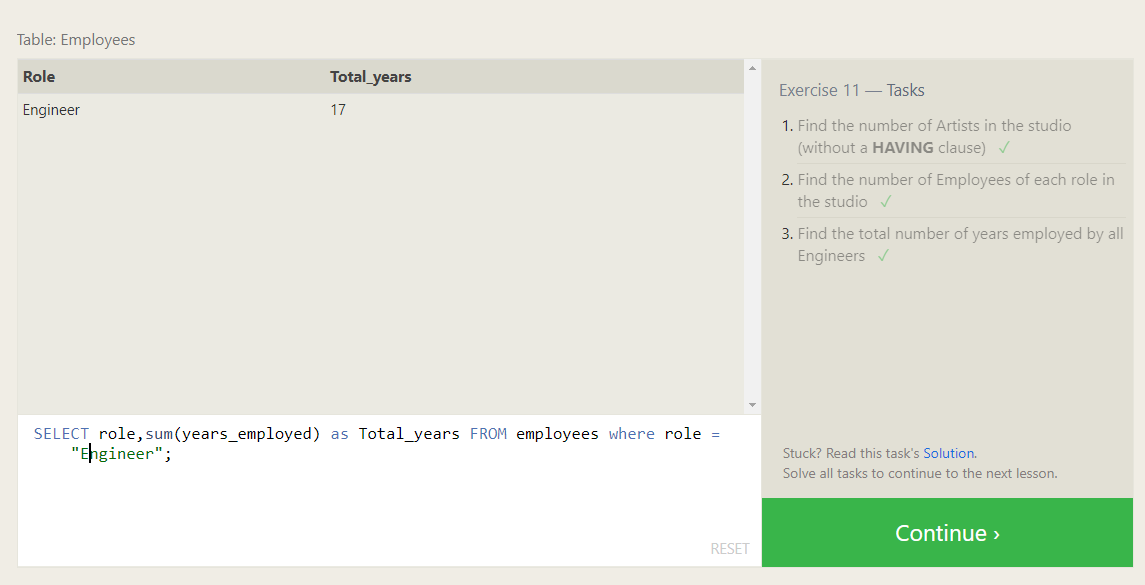 Table: Employees
Role Total_years
Engineer 17
SELECT role,sum(years_employed) as Total_years FROM employees where role =
"Engineer";
RESET
Exercise 11 — Tasks
1. Find the number of Artists in the studio
(without a HAVING clause) ✓
2. Find the number of Employees of each role in
the studio ✓
3. Find the total number of years employed by all
Engineers ✓
Stuck? Read this task's Solution.
Solve all tasks to continue to the next lesson.
Continue ›